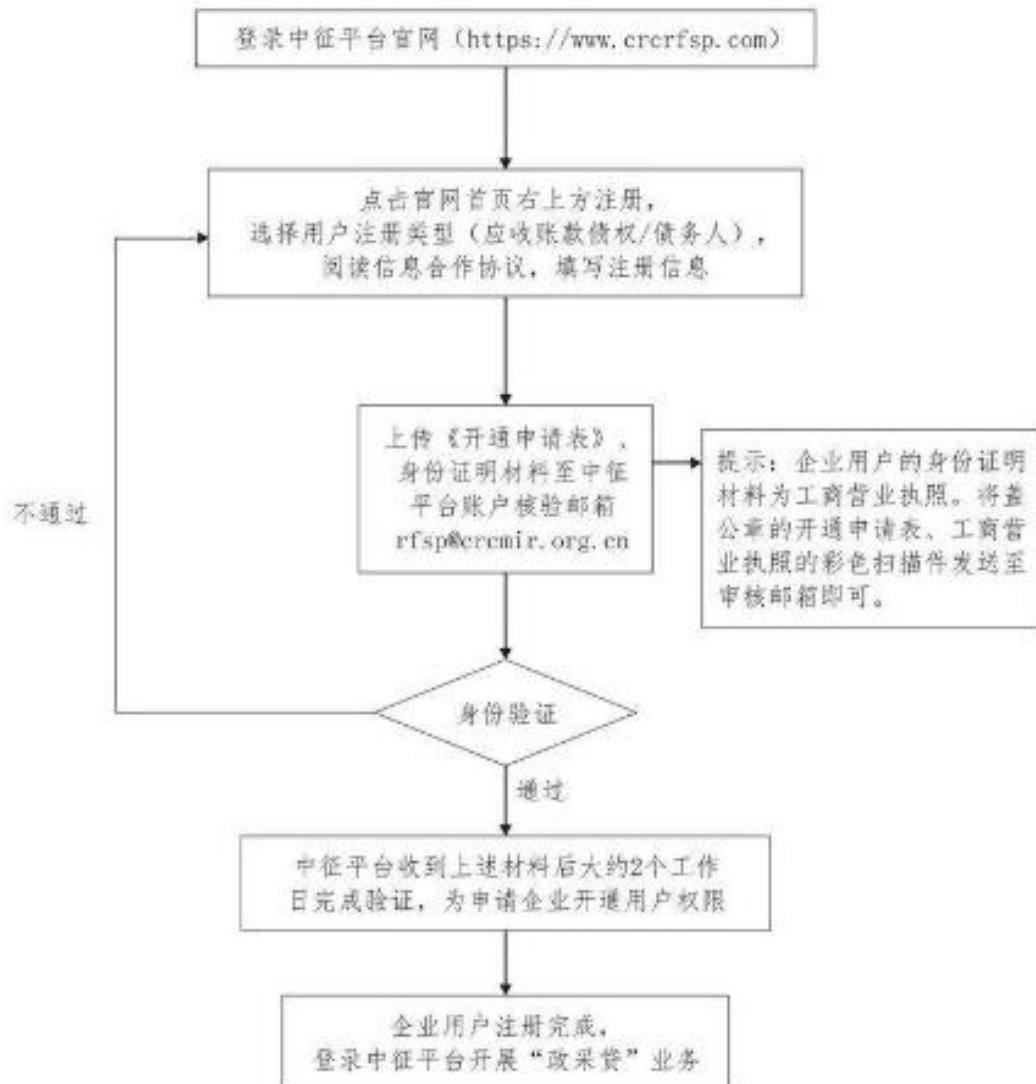 登录中征平台官网（https://www.crcrfsp.com）
点击官网首页右上方注册，
选择用户注册类型（应收账款债权/债务人），
阅读信息合作协议，填写注册信息
上传《开通申请表》、
身份证明材料至中征
平台账户核验邮箱
rfsp@crcmir.org.cn
提示：企业用户的身份证明
材料为工商营业执照。将盖
公章的开通申请表、工商营
业执照的彩色扫描件发送至
审核邮箱即可。
不通过
身份验证
通过
中征平台收到上述材料后大约2个工作
日完成验证，为申请企业开通用户权限
企业用户注册完成，
登录中征平台开展“政采贷”业务